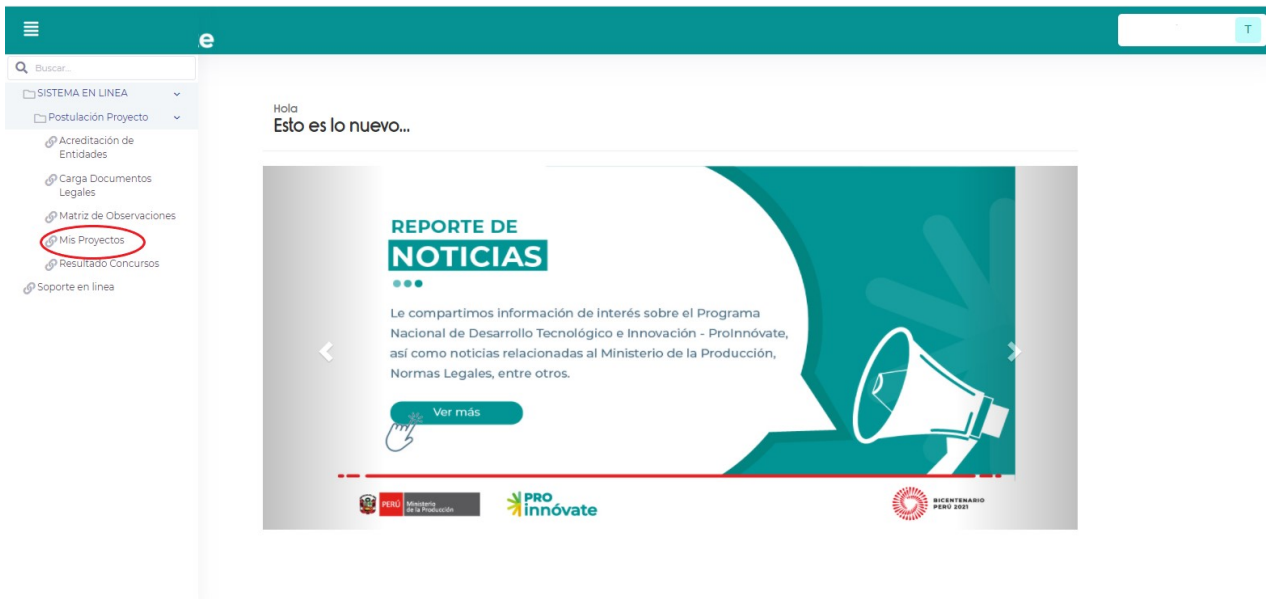 e
T
Buscar...
SISTEMA EN LINEA
Postulación Proyecto
Acreditación de
Entidades
Carga Documentos
Legales
Matriz de Observaciones
Mis Proyectos
Resultado Concursos
Soporte en linea
Hola
Esto es lo nuevo...
REPORTE DE
NOTICIAS
Le compartimos información de interés sobre el Programa
Nacional de Desarrollo Tecnológico e Innovación - ProInnóvate,
así como noticias relacionadas al Ministerio de la Producción,
Normas Legales, entre otros.
Ver más
PERÚ
Ministerio
de la Producción
PRO
innóvate
BICENTENARIO
PERÚ 2021